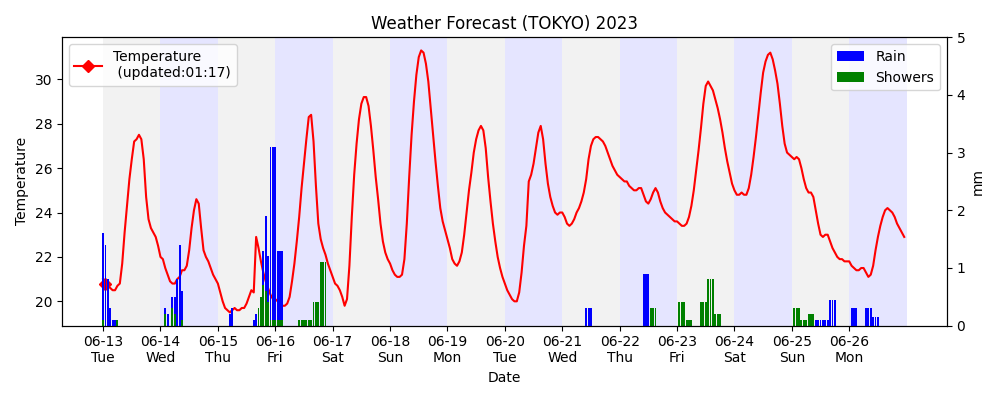 Weather Forecast (TOKYO) 2023
Temperature
(updated:01:17)
Rain
Showers
Temperature
30
28
26
24
22
20
5
4
3
2
1
0
mm
06-13 06-14 06-15 06-16 06-17 06-18 06-19 06-20 06-21 06-22 06-23 06-24 06-25 06-26
Tue Wed Thu Fri Sat Sun Mon Tue Wed Thu Fri Sat Sun Mon
Date